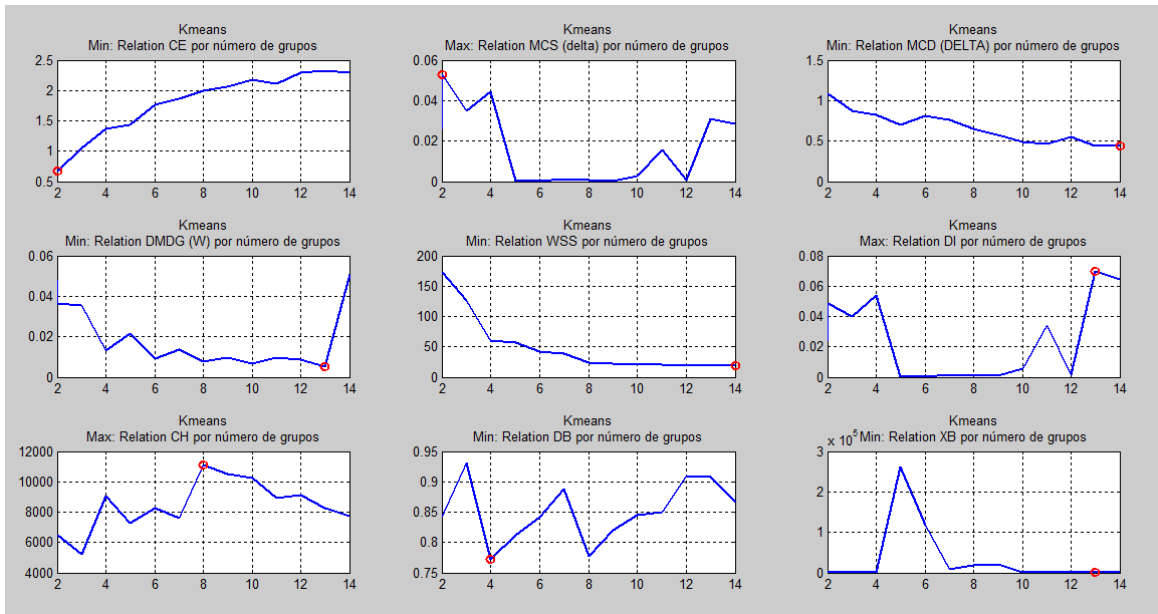 Kmeans
Min: Relation CE por número de grupos
2.5
2
1.5
1
0.5
2 4 6 8 10 12 14
Kmeans
Max: Relation MCS (delta) por número de grupos
0.06
0.04
0.02
0
2 4 6 8 10 12 14
Kmeans
Min: Relation MCD (DELTA) por número de grupos
1.5
1
0.5
0
2 4 6 8 10 12 14
Kmeans
Min: Relation DMDG (W) por número de grupos
0.06
0.04
0.02
0
2 4 6 8 10 12 14
Kmeans
Min: Relation WSS por número de grupos
200
150
100
50
0
2 4 6 8 10 12 14
Kmeans
Max: Relation DI por número de grupos
0.08
0.06
0.04
0.02
0
2 4 6 8 10 12 14
Kmeans
Max: Relation CH por número de grupos
12000
10000
8000
6000
4000
2 4 6 8 10 12 14
Kmeans
Min: Relation DB por número de grupos
0.95
0.9
0.85
0.8
0.75
2 4 6 8 10 12 14
Kmeans
x 10^5 Min: Relation XB por número de grupos
3
2
1
0
2 4 6 8 10 12 14